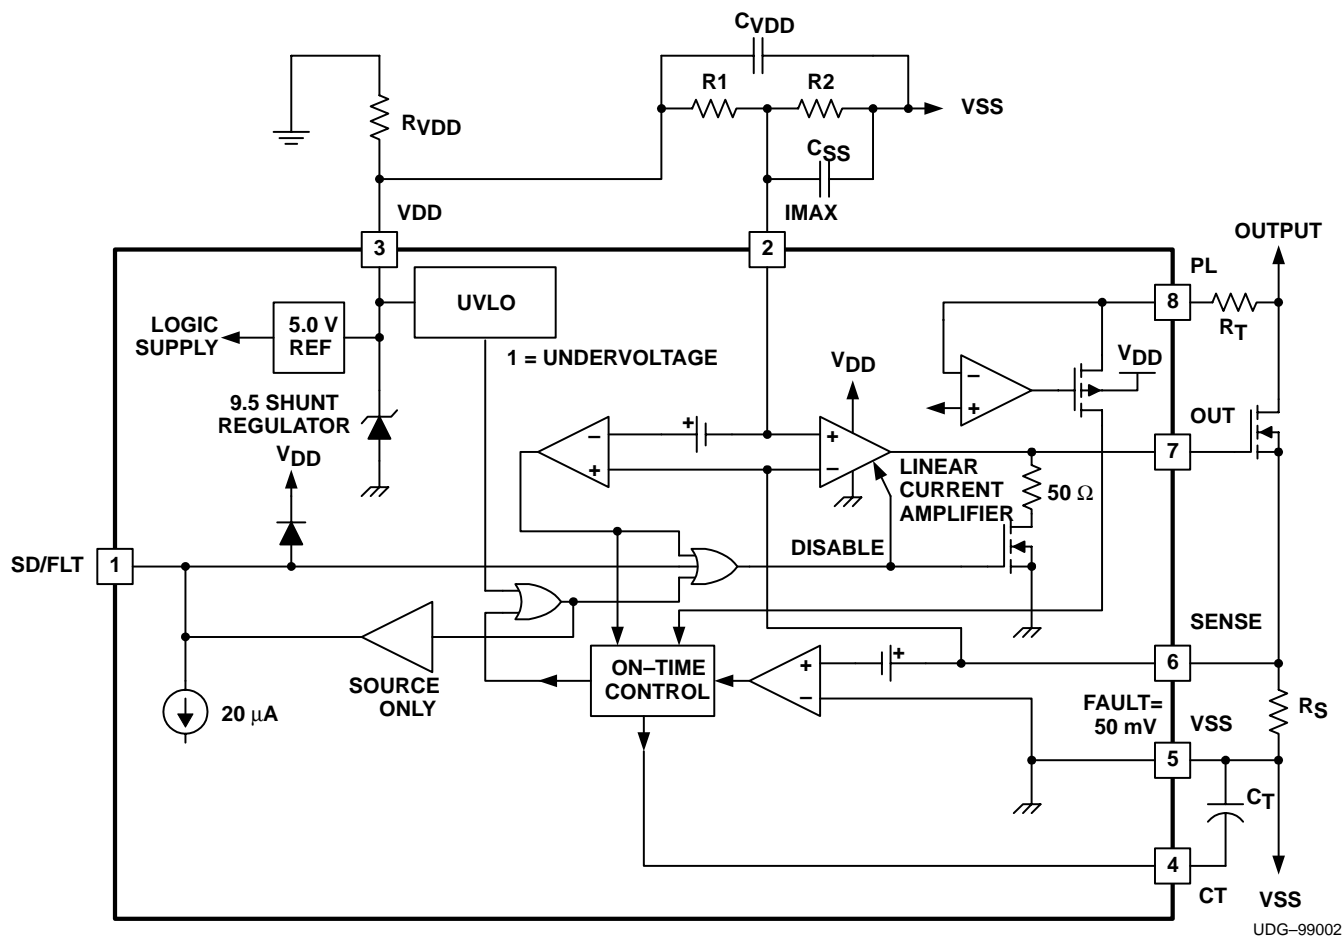 CVDD
R1
R2
VSS
RVDD
CSS
VDD
IMAX
3
2
OUTPUT
PL
8
UVLO
LOGIC
SUPPLY
5.0 V
REF
RT
1 = UNDERVOLTAGE
VDD
VDD
9.5 SHUNT
REGULATOR
+
–
+
+
–
–
+
OUT
7
VDD
LINEAR
CURRENT
AMPLIFIER
50 Ω
DISABLE
SD/FLT
1
SENSE
6
ON–TIME
CONTROL
+
–
+
SOURCE
ONLY
20 µA
FAULT=
50 mV
VSS
RS
5
CT
4
CT
VSS
UDG–99002